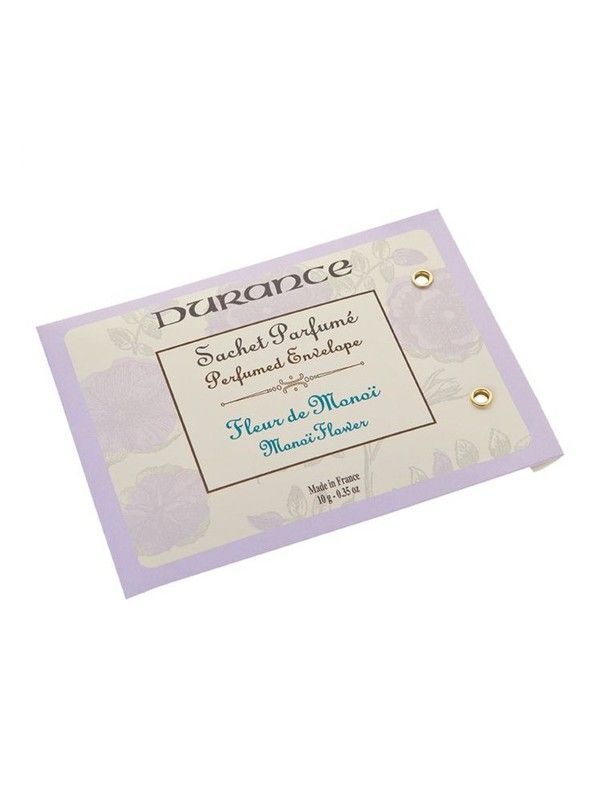 DURANCE
Sachet Parfumé
Perfumed Envelope
Fleur de Monoï
Monoï Flower
Made in France
10 g - 0.35 oz